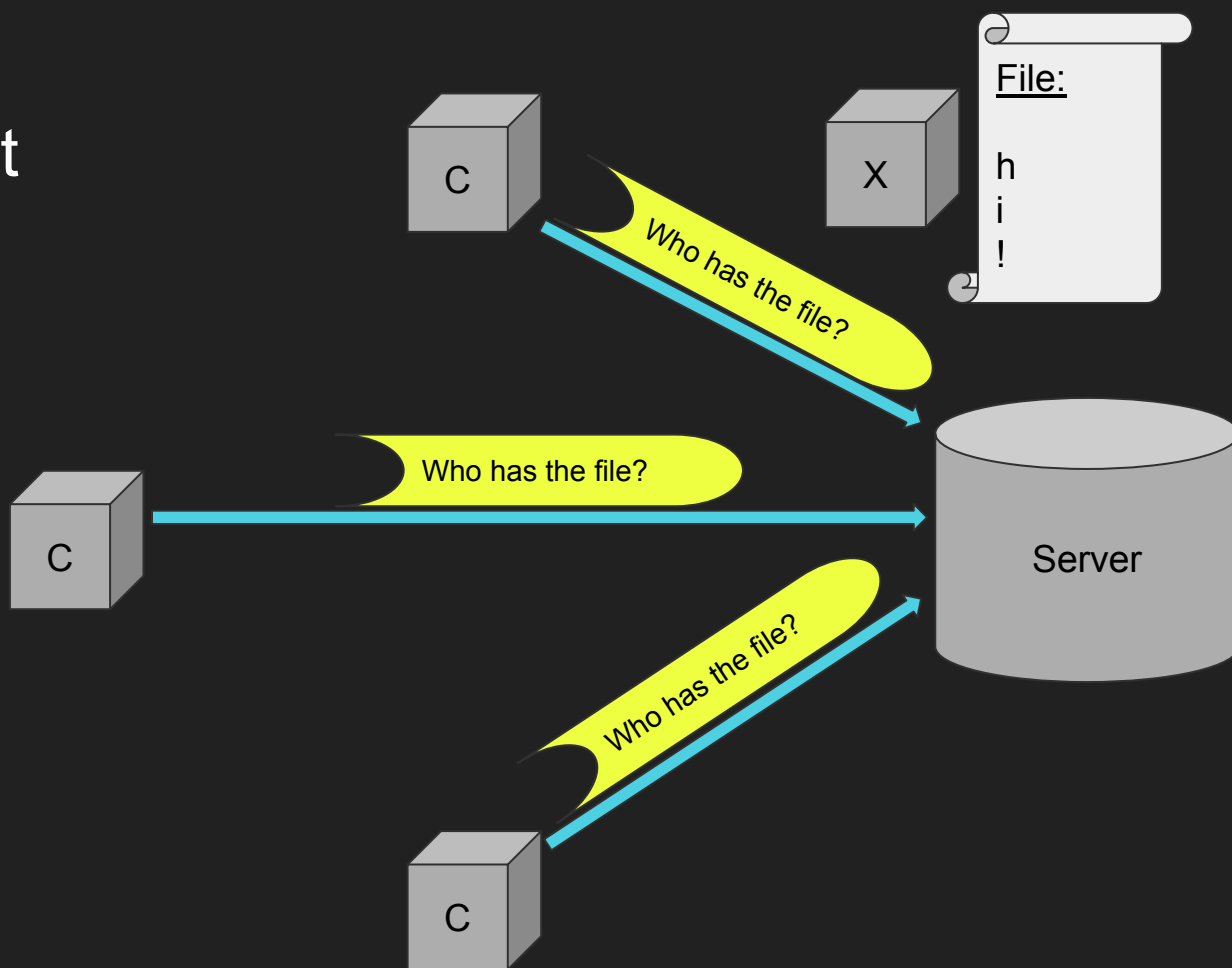 t
C
X
File:
h
i
!
Who has the file?
Who has the file?
C
Server
Who has the file?
C